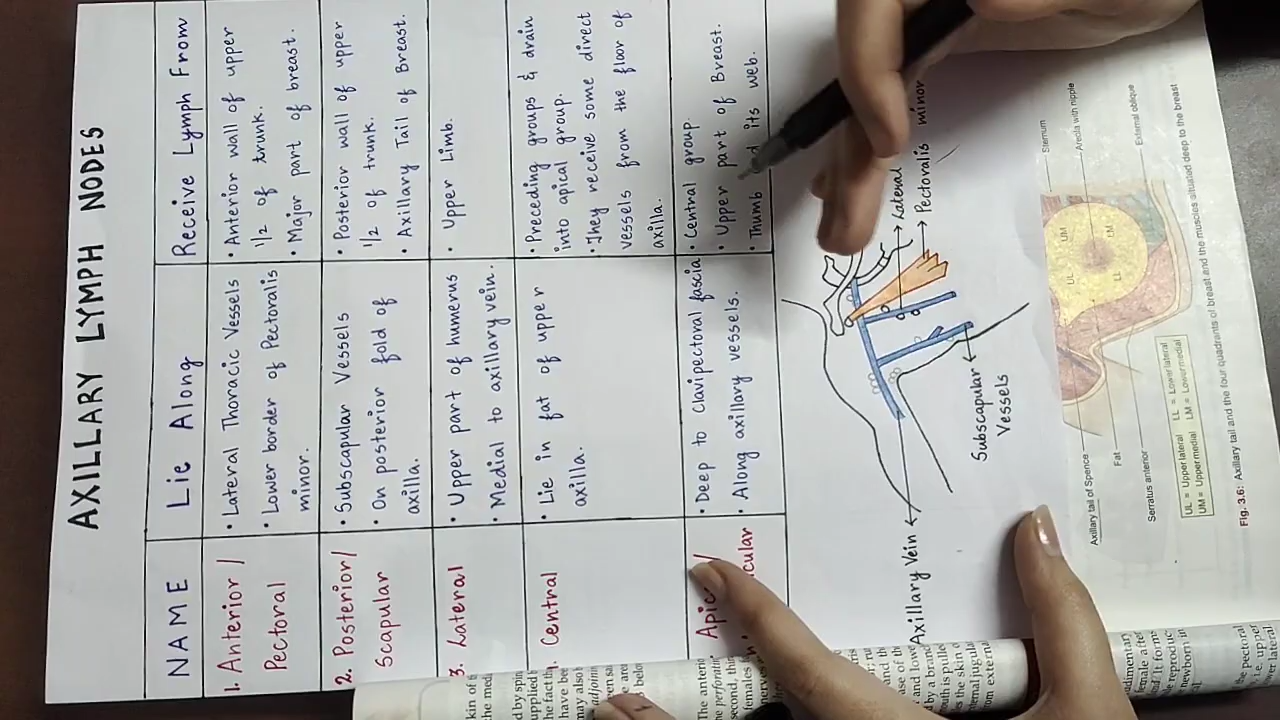 AXILLARY LYMPH NODES
NAME
Lie Along
Receive Lymph From
1. Anterior /
Pectoral
• Lateral Thoracic Vessels
• Lower border of Pectoralis
minor.
• Anterior wall of upper
1/2 of trunk.
• Major part of breast.
2. Posterior/
Scapular
• Subscapular Vessels
• On posterior fold of
axilla.
• Posterior wall of upper
1/2 of trunk.
• Axillary Tail of Breast.
3. Lateral
• Upper part of humerus
• Medial to axillary vein.
• Upper Limb.
Central
• Lie in fat of upper
axilla.
• Preceding groups & drain
into apical group.
• They receive some direct
vessels from the floor of
axilla.
• Deep to Clavipectoral fascia
• Along axillary vessels.
• Central group.
• Upper part of Breast.
• Thumb its web.
Lateral
Pectoralis minor
Subscapular
Vessels
Axillary Vein
Sternum
Areola with nipple
External oblique
UL
UM
LL
LM
Axillary tail of Spence
Fat
Serratus anterior
UL = Upper lateral LL = Lower lateral
UM = Upper medial LM = Lower medial
Fig. 3.6: Axillary tail and the four quadrants of breast and the muscles situated deep to the breast